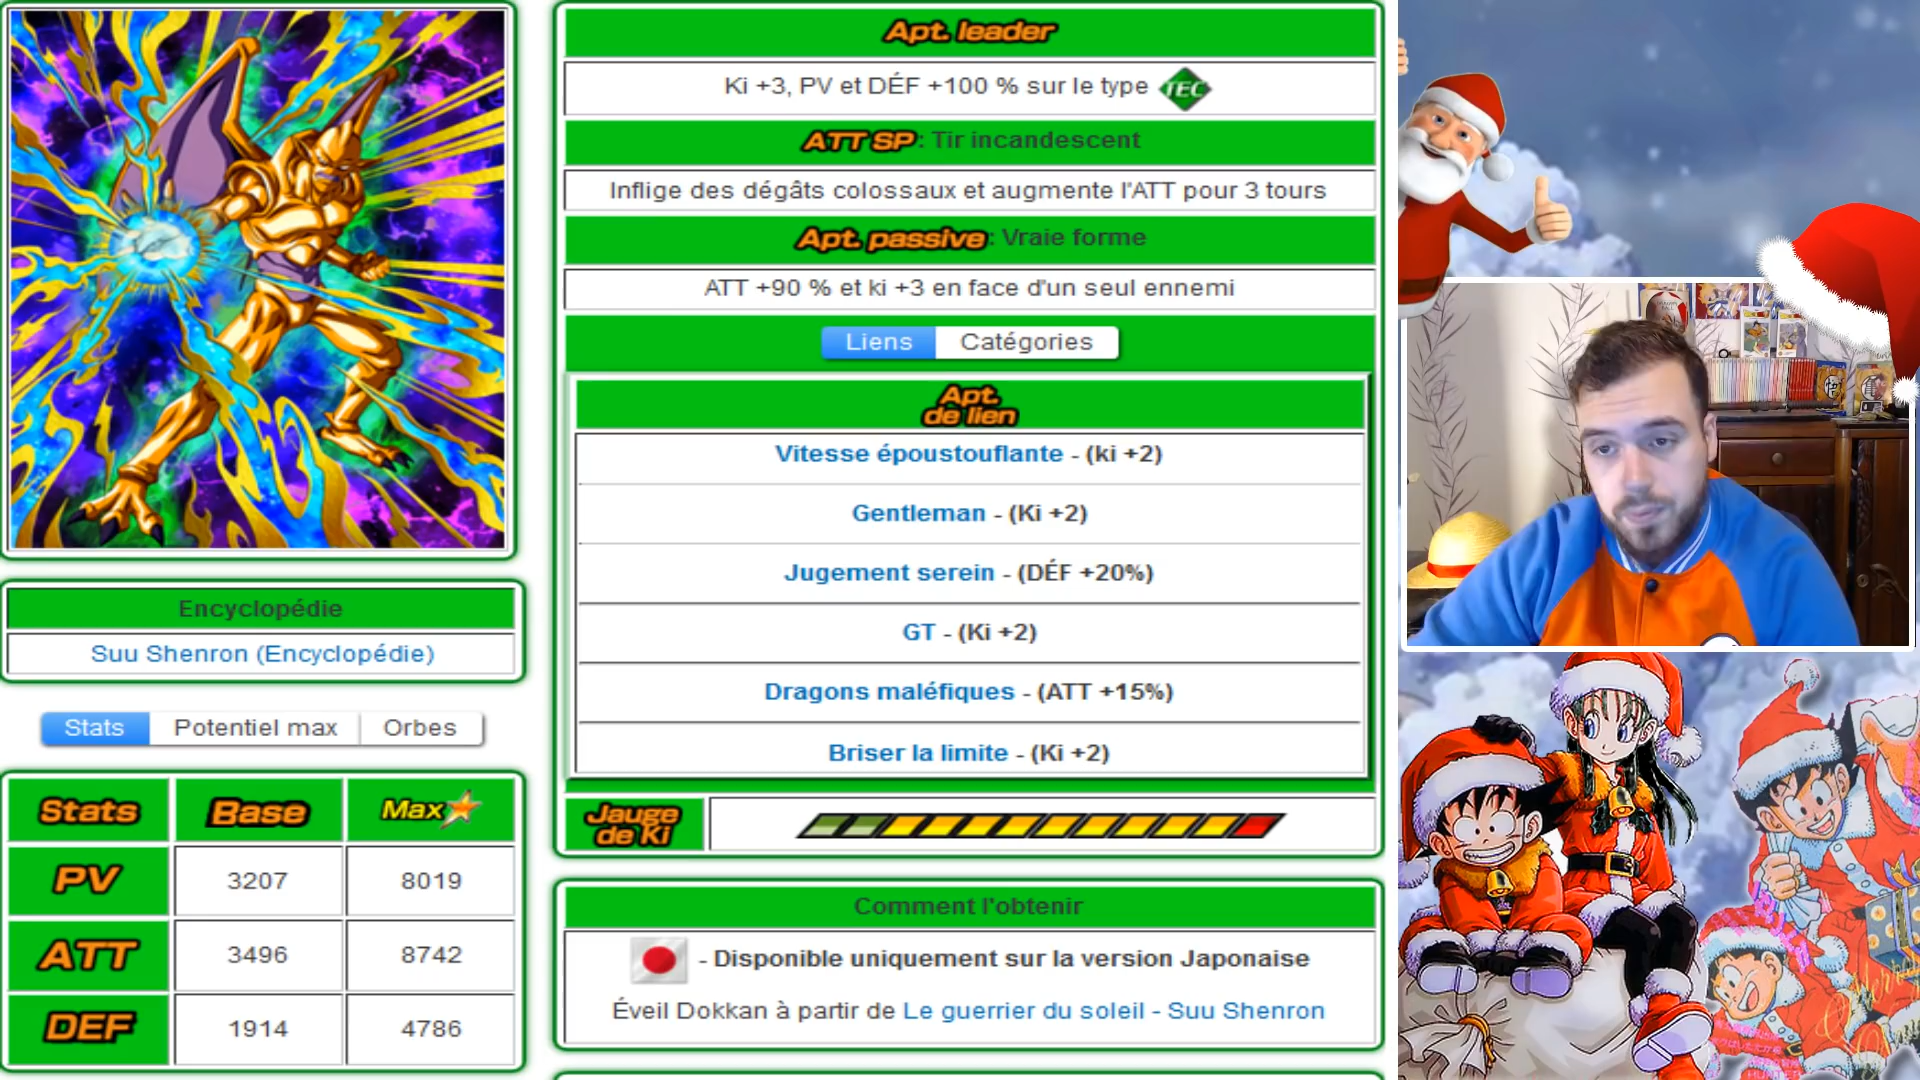 Apt. leader
Ki +3, PV et DÉF +100 % sur le type TEC
ATT SP: Tir incandescent
Inflige des dégâts colossaux et augmente l'ATT pour 3 tours
Apt. passive: Vraie forme
ATT +90 % et ki +3 en face d'un seul ennemi
Liens Catégories
Apt.
de lien
Vitesse époustouflante - (ki +2)
Gentleman - (Ki +2)
Jugement serein - (DÉF +20%)
GT - (Ki +2)
Dragons maléfiques - (ATT +15%)
Briser la limite - (Ki +2)
Jauge
de Ki
Comment l'obtenir
- Disponible uniquement sur la version Japonaise
Éveil Dokkan à partir de Le guerrier du soleil - Suu Shenron
Encyclopédie
Suu Shenron (Encyclopédie)
Stats Potentiel max Orbes
Stats Base Max
PV 3207 8019
ATT 3496 8742
DEF 1914 4786